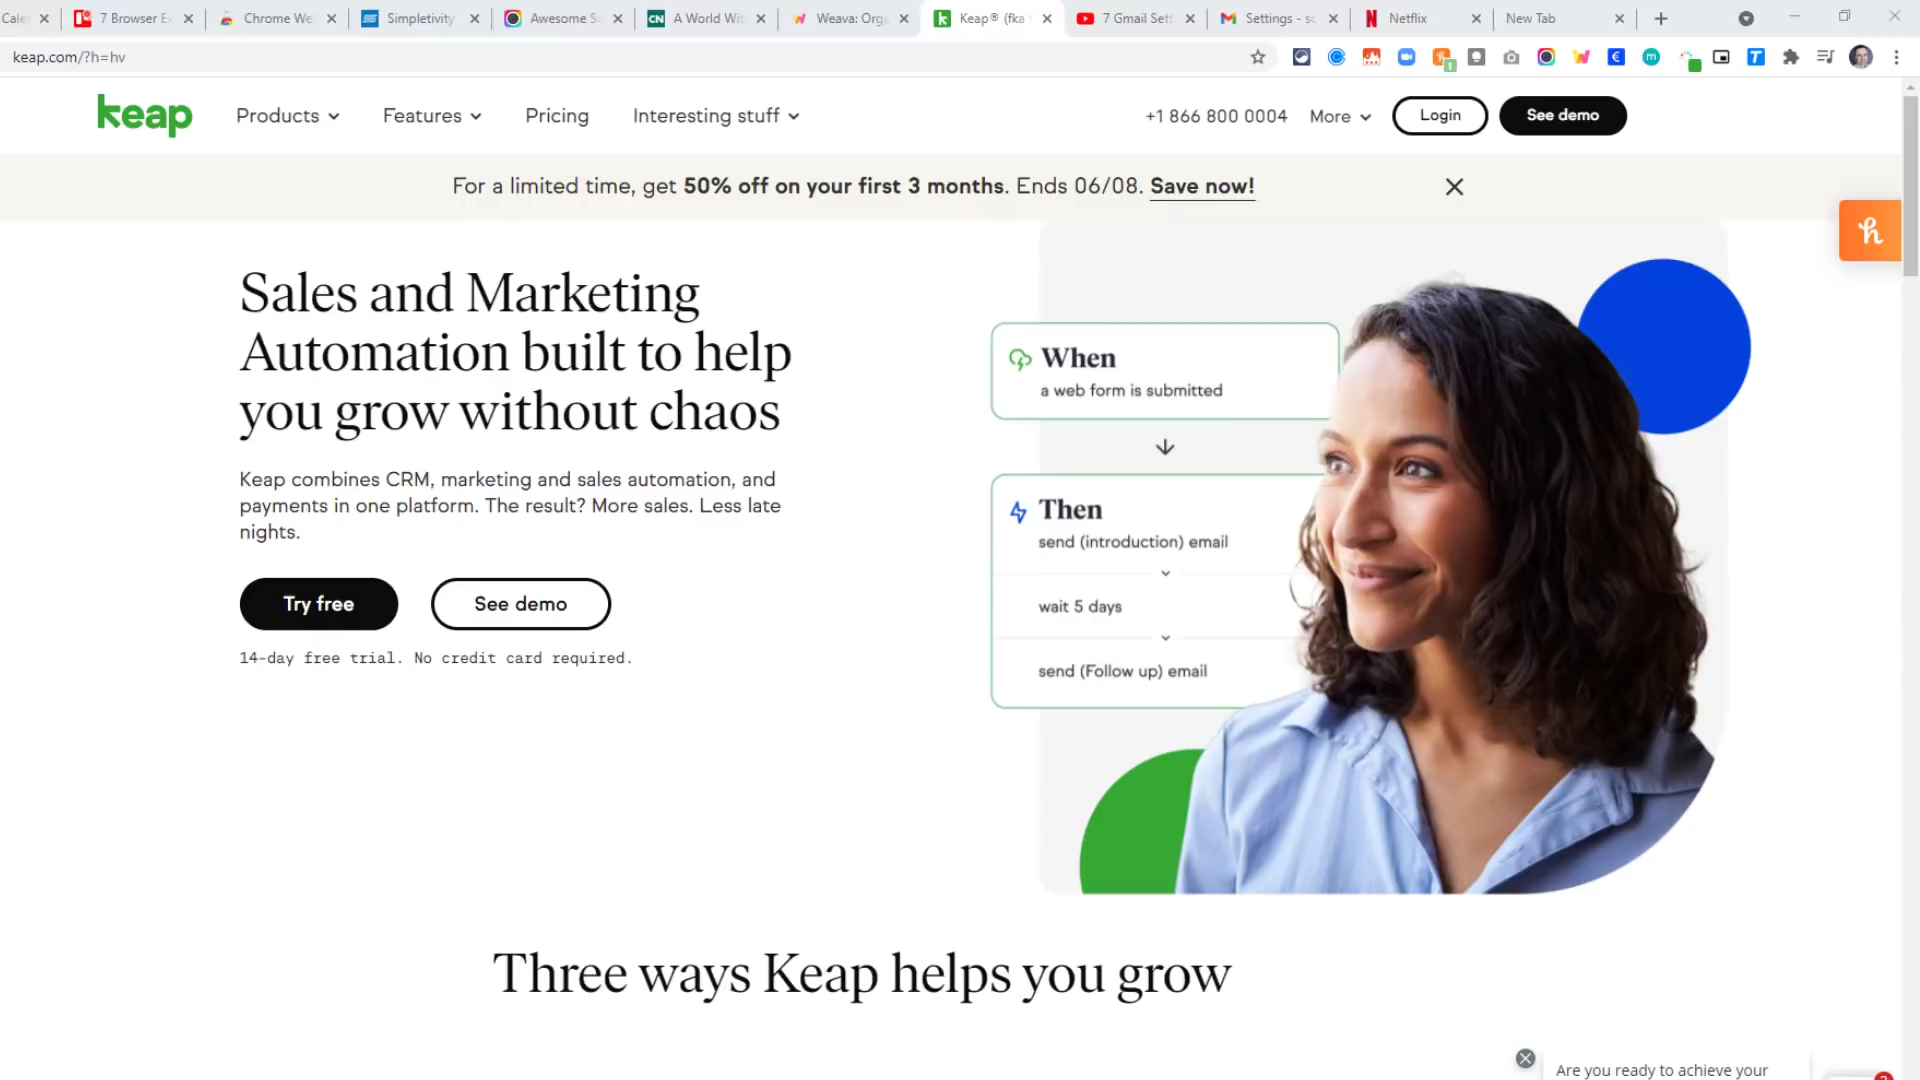 Cale
7 Browser E
Chrome We
Simpletivity
Awesome S
A World Wit
Weava: Orga
Keap® (fka
7 Gmail Sett
Settings - sc
Netflix
New Tab
keap.com/?h=hv
1
keap
Products
Features
Pricing
Interesting stuff
+1 866 800 0004
More
Login
See demo
For a limited time, get 50% off on your first 3 months. Ends 06/08. Save now!
Sales and Marketing
Automation built to help
you grow without chaos
Keap combines CRM, marketing and sales automation, and
payments in one platform. The result? More sales. Less late
nights.
Try free
See demo
14-day free trial. No credit card required.
When
a web form is submitted
Then
send (introduction) email
wait 5 days
send (Follow up) email
Three ways Keap helps you grow
Are you ready to achieve your